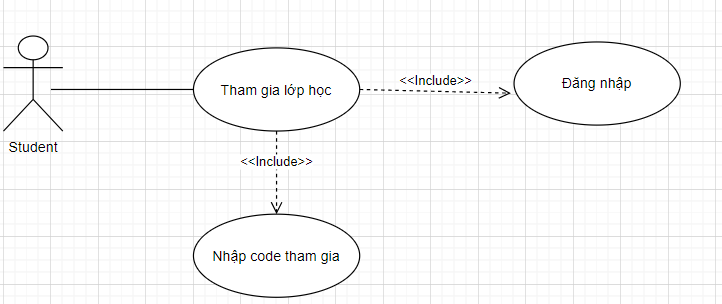 Tham gia lớp học
<<Include>>
Đăng nhập
Student
<<Include>>
Nhập code tham gia